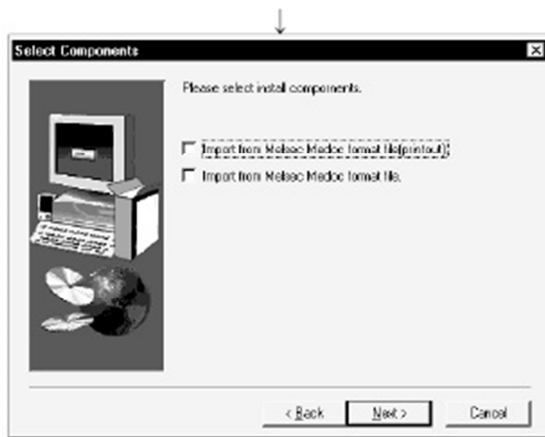 Select Components
Please select install compornents.
Import from Melsec Medoc format file(printout).
Import from Melsec Medoc format file.
< Back
Next >
Cancel